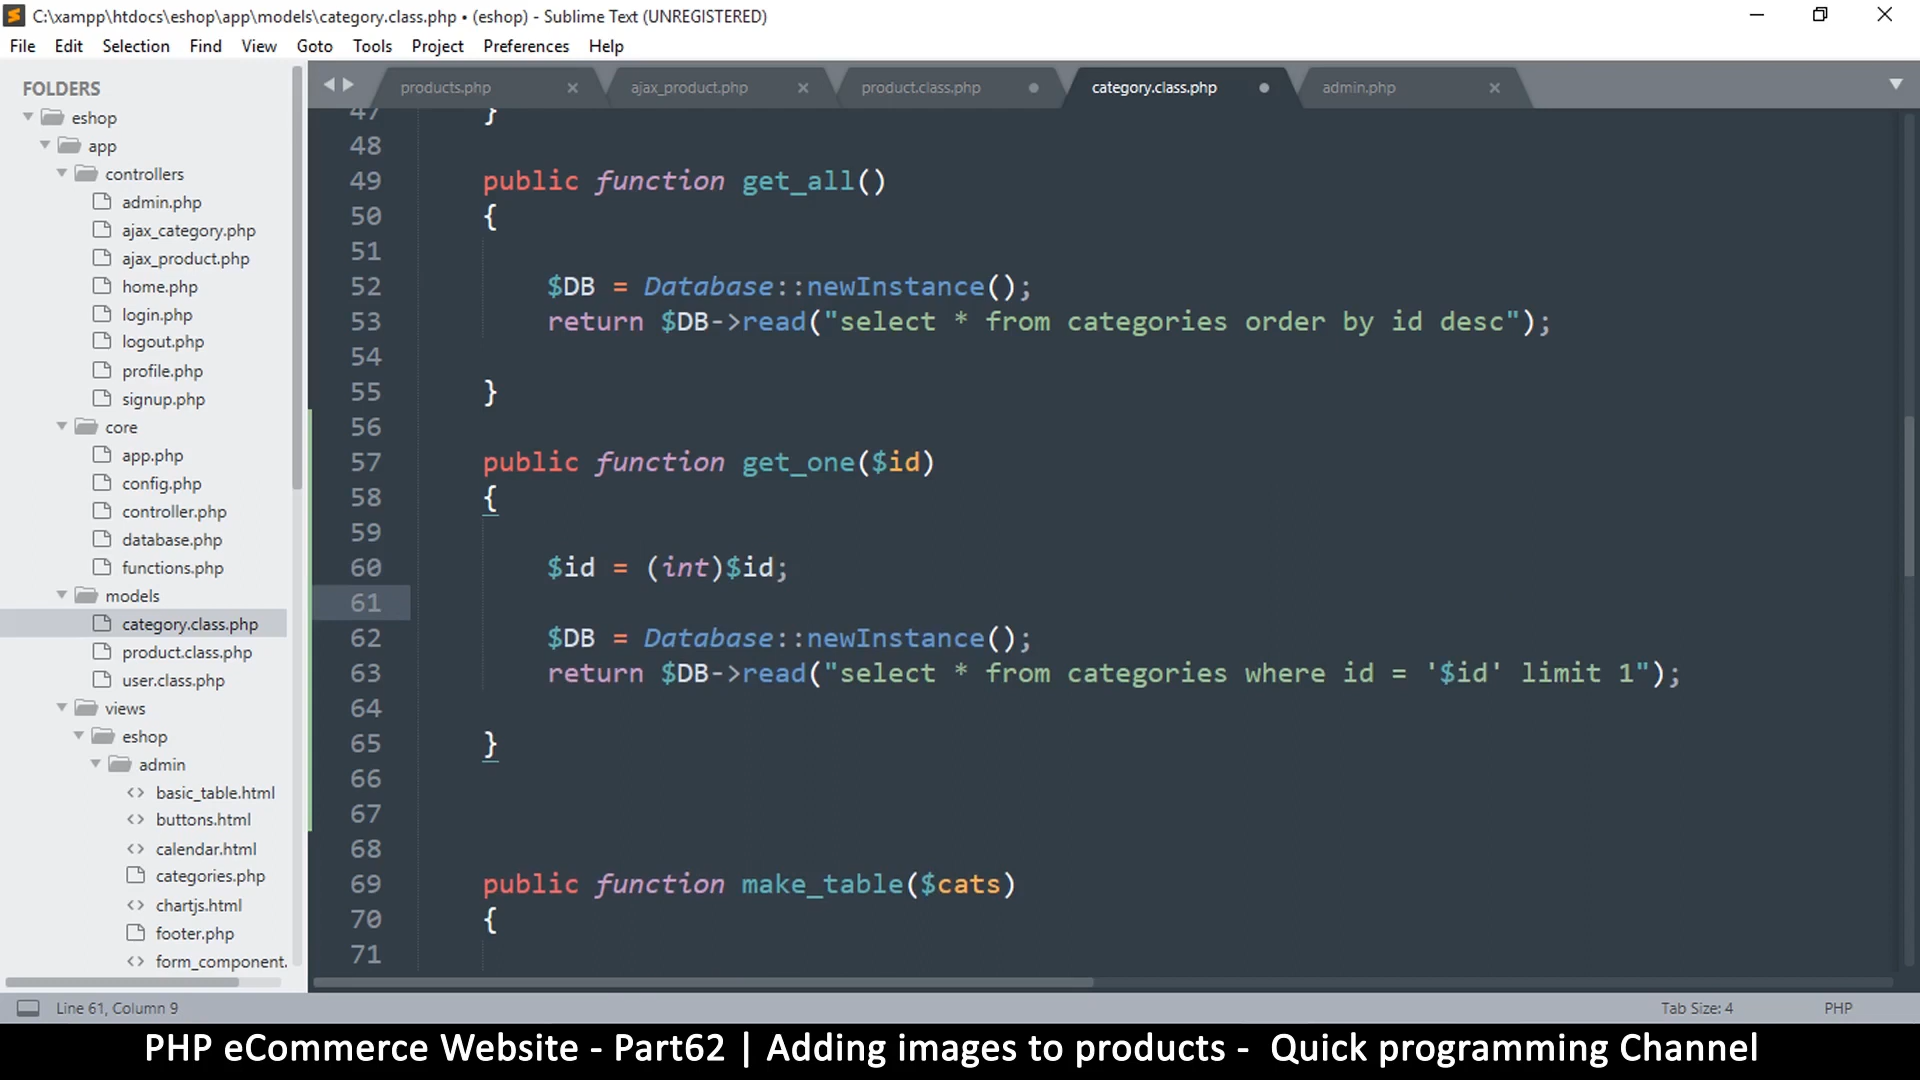 C:\xampp\htdocs\eshop\app\models\category.class.php • (eshop) - Sublime Text (UNREGISTERED)
File Edit Selection Find View Goto Tools Project Preferences Help
FOLDERS
eshop
app
controllers
admin.php
ajax_category.php
ajax_product.php
home.php
login.php
logout.php
profile.php
signup.php
core
app.php
config.php
controller.php
database.php
functions.php
models
category.class.php
product.class.php
user.class.php
views
eshop
admin
basic_table.html
buttons.html
calendar.html
categories.php
chartjs.html
footer.php
form_component.
products.php ajax_product.php product.class.php category.class.php admin.php
47 }
48
49 public function get_all()
50 {
51
52 $DB = Database::newInstance();
53 return $DB->read("select * from categories order by id desc");
54
55 }
56
57 public function get_one($id)
58 {
59
60 $id = (int)$id;
61
62 $DB = Database::newInstance();
63 return $DB->read("select * from categories where id = '$id' limit 1");
64
65 }
66
67
68
69 public function make_table($cats)
70 {
71
Line 61, Column 9 Tab Size: 4 PHP
PHP eCommerce Website - Part62 | Adding images to products - Quick programming Channel